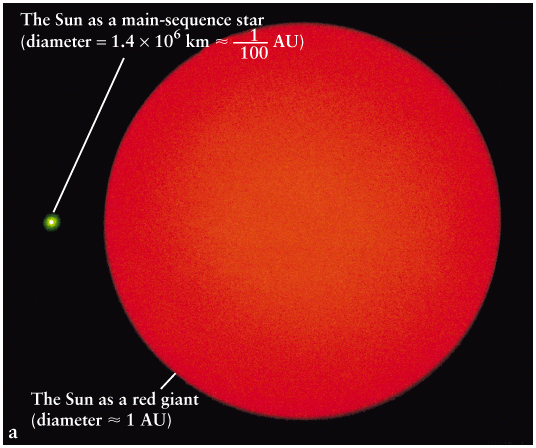 The Sun as a main-sequence star
(diameter = 1.4 × 10⁶ km ≈ 1/100 AU)
The Sun as a red giant
(diameter ≈ 1 AU)
a